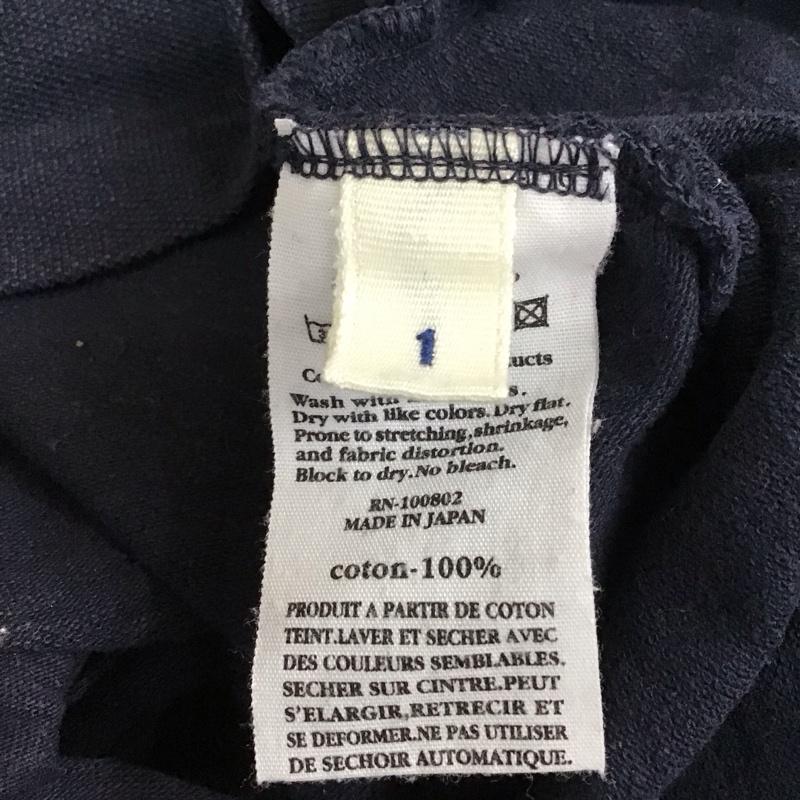 1
ucts
Wash with s.
Dry with like colors. Dry flat.
Prone to stretching,shrinkage,
and fabric distortion.
Block to dry.No bleach.
RN-100802
MADE IN JAPAN
coton-100%
PRODUIT A PARTIR DE COTON
TEINT.LAVER ET SECHER AVEC
DES COULEURS SEMBLABLES.
SECHER SUR CINTRE.PEUT
S'ELARGIR,RETRECIR ET
SE DEFORMER.NE PAS UTILISER
DE SECHOIR AUTOMATIQUE.